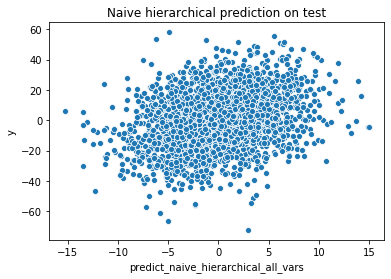 Naive hierarchical prediction on test
60
40
20
0
−20
−40
−60
y
−15 −10 −5 0 5 10 15
predict_naive_hierarchical_all_vars